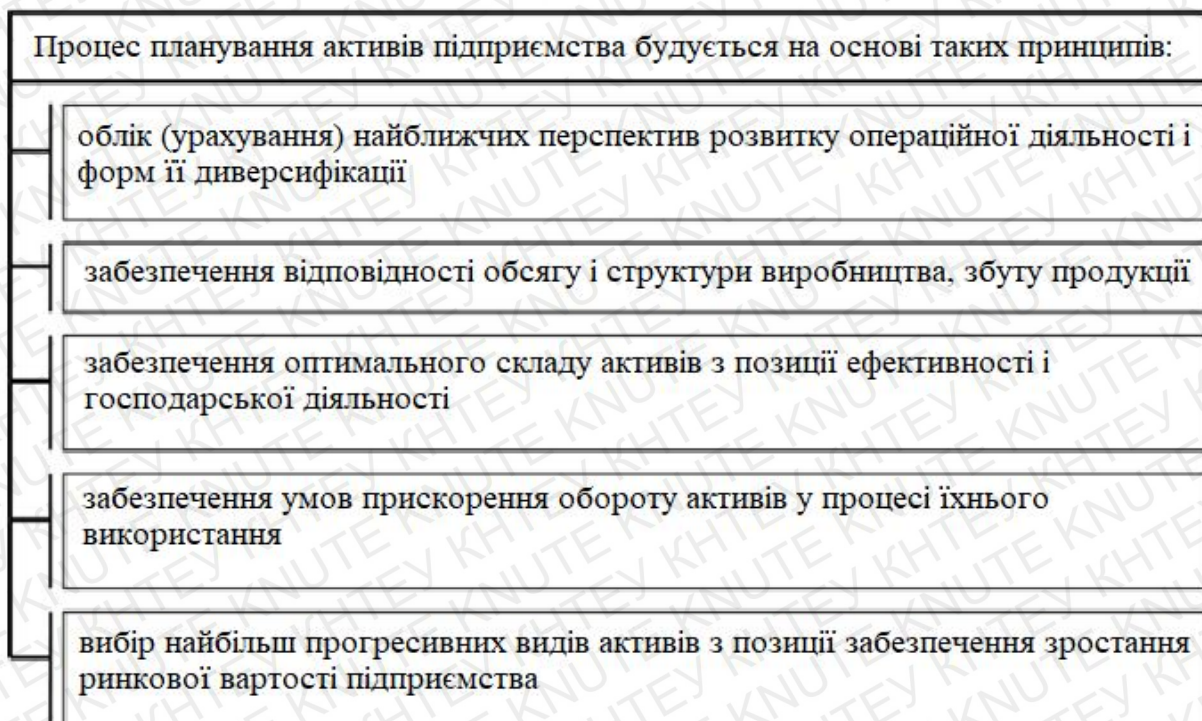 Процес планування активів підприємства будується на основі таких принципів:
облік (урахування) найближчих перспектив розвитку операційної діяльності і
форм її диверсифікації
забезпечення відповідності обсягу і структури виробництва, збуту продукції
забезпечення оптимального складу активів з позиції ефективності і
господарської діяльності
забезпечення умов прискорення обороту активів у процесі їхнього
використання
вибір найбільш прогресивних видів активів з позиції забезпечення зростання
ринкової вартості підприємства